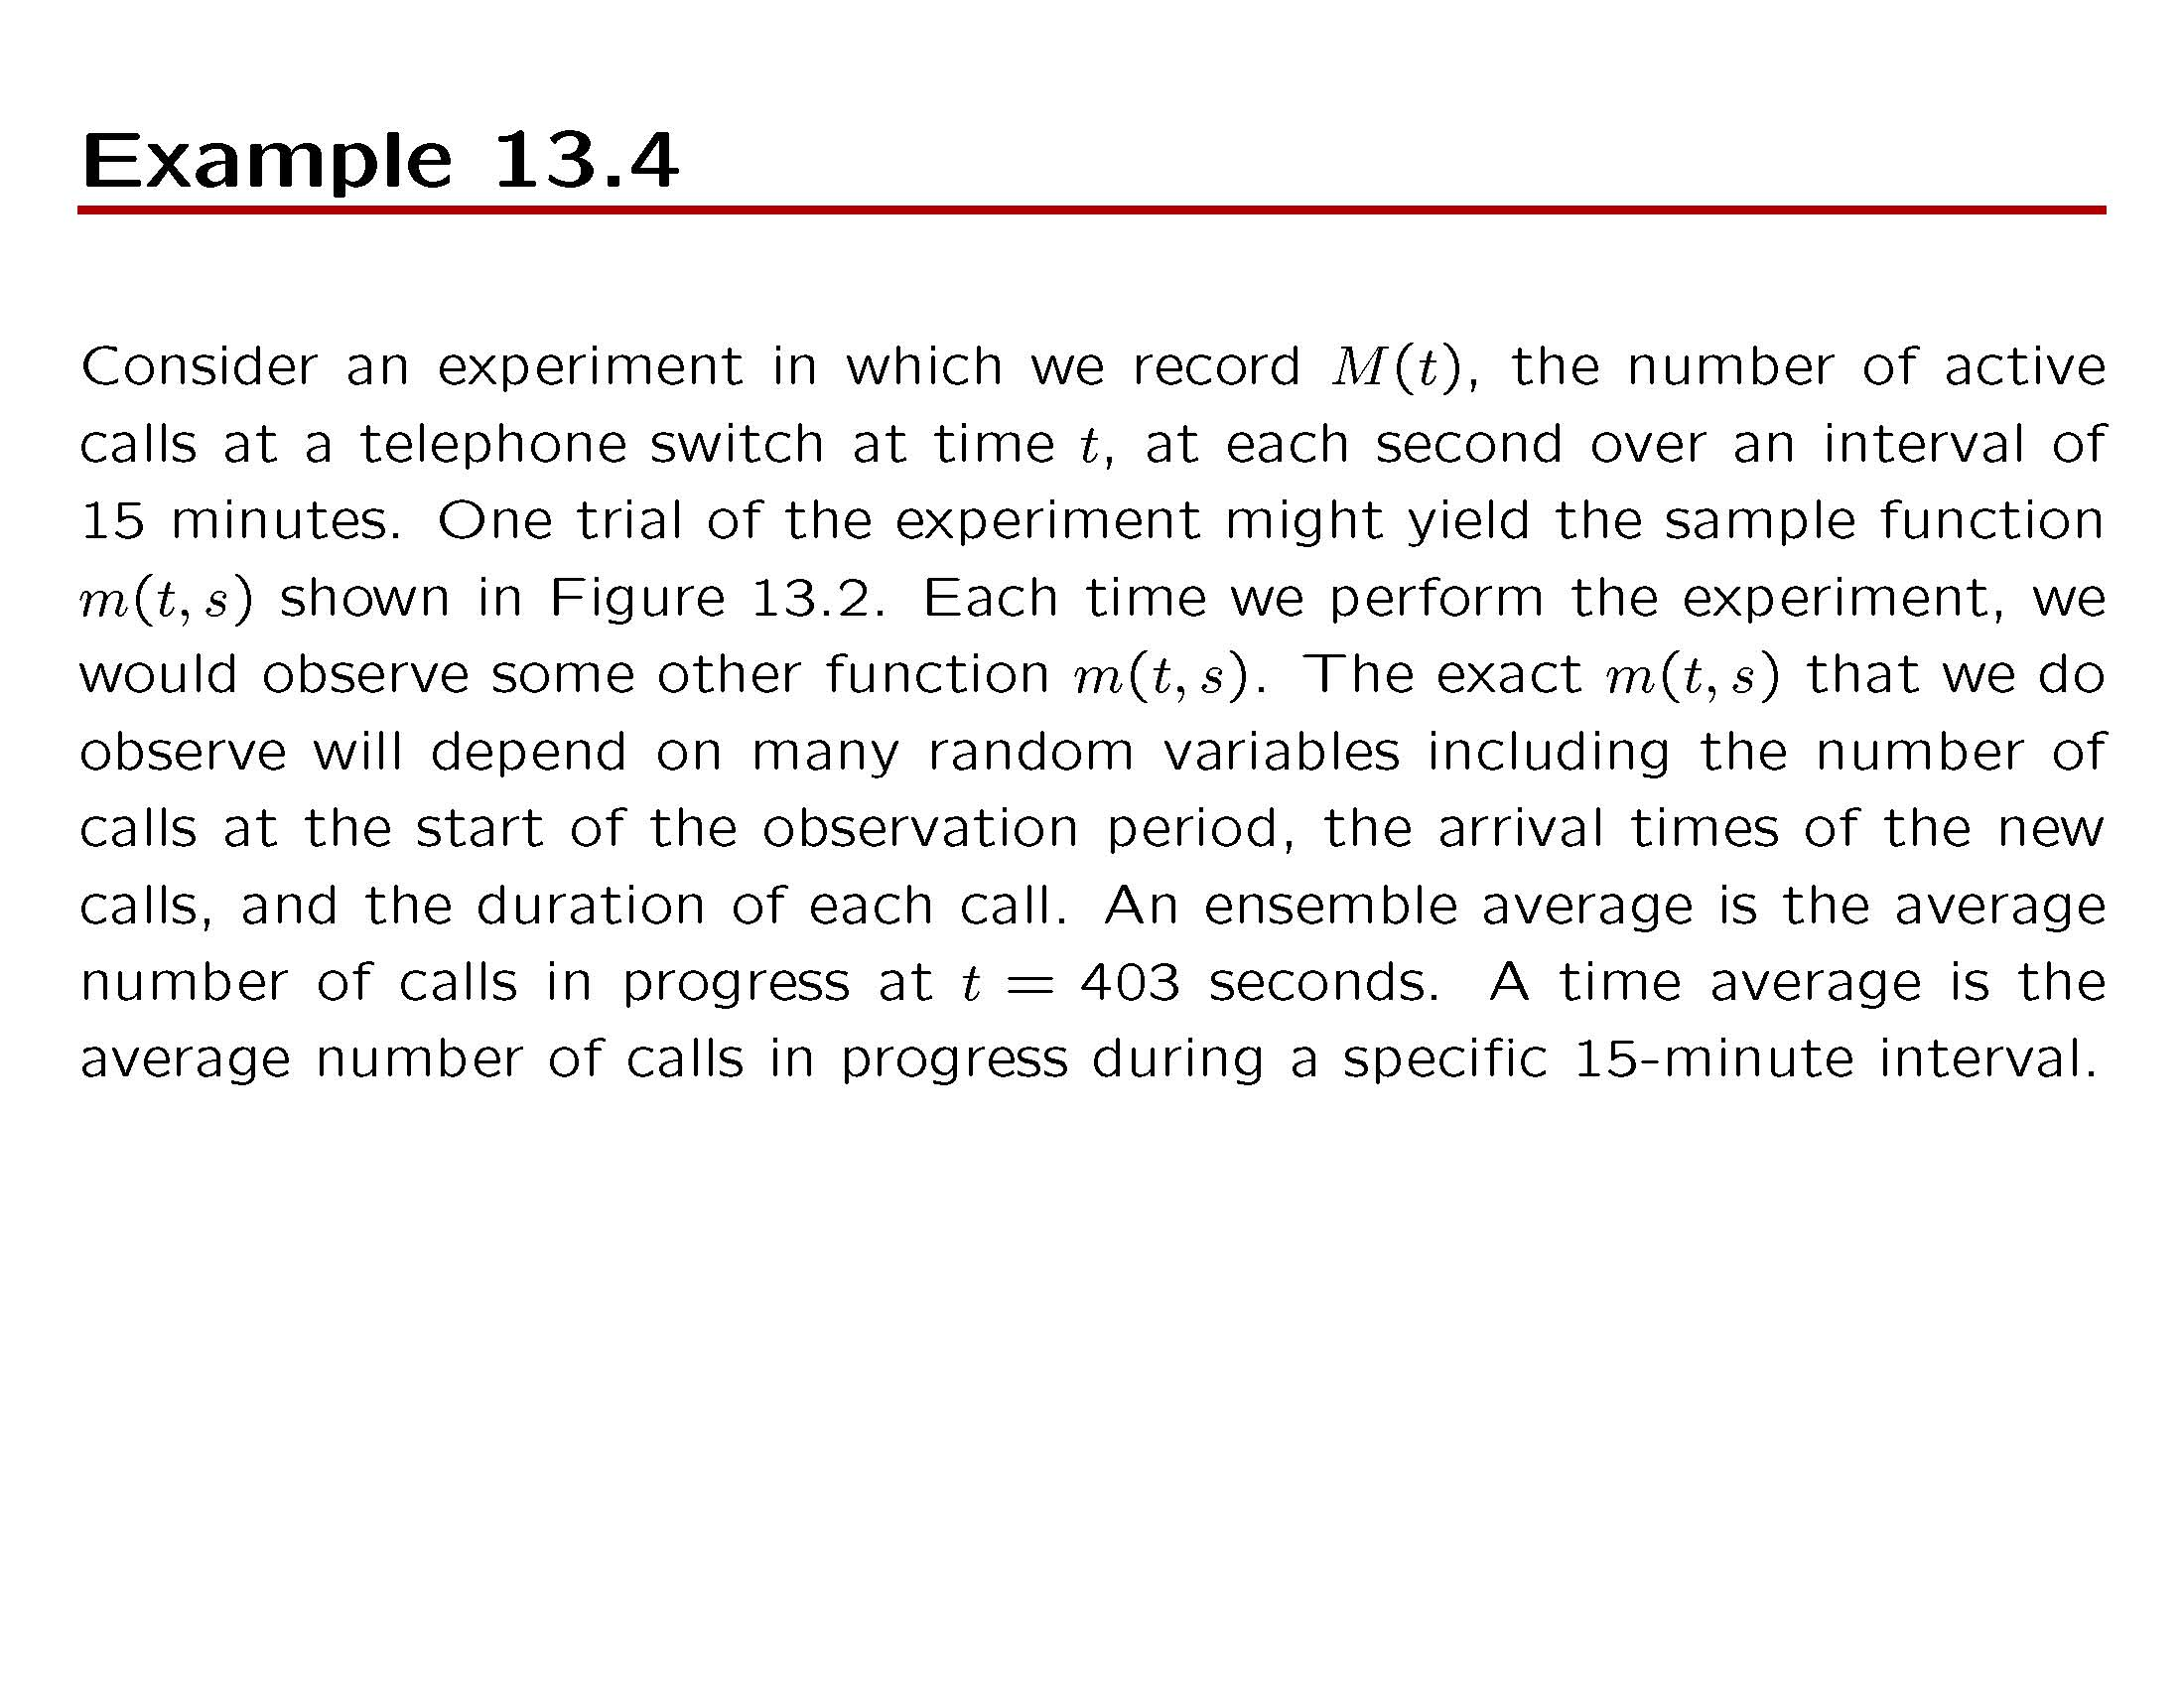 Example 13.4
Consider an experiment in which we record M(t), the number of active
calls at a telephone switch at time t, at each second over an interval of
15 minutes. One trial of the experiment might yield the sample function
m(t, s) shown in Figure 13.2. Each time we perform the experiment, we
would observe some other function m(t, s). The exact m(t, s) that we do
observe will depend on many random variables including the number of
calls at the start of the observation period, the arrival times of the new
calls, and the duration of each call. An ensemble average is the average
number of calls in progress at t = 403 seconds. A time average is the
average number of calls in progress during a specific 15-minute interval.